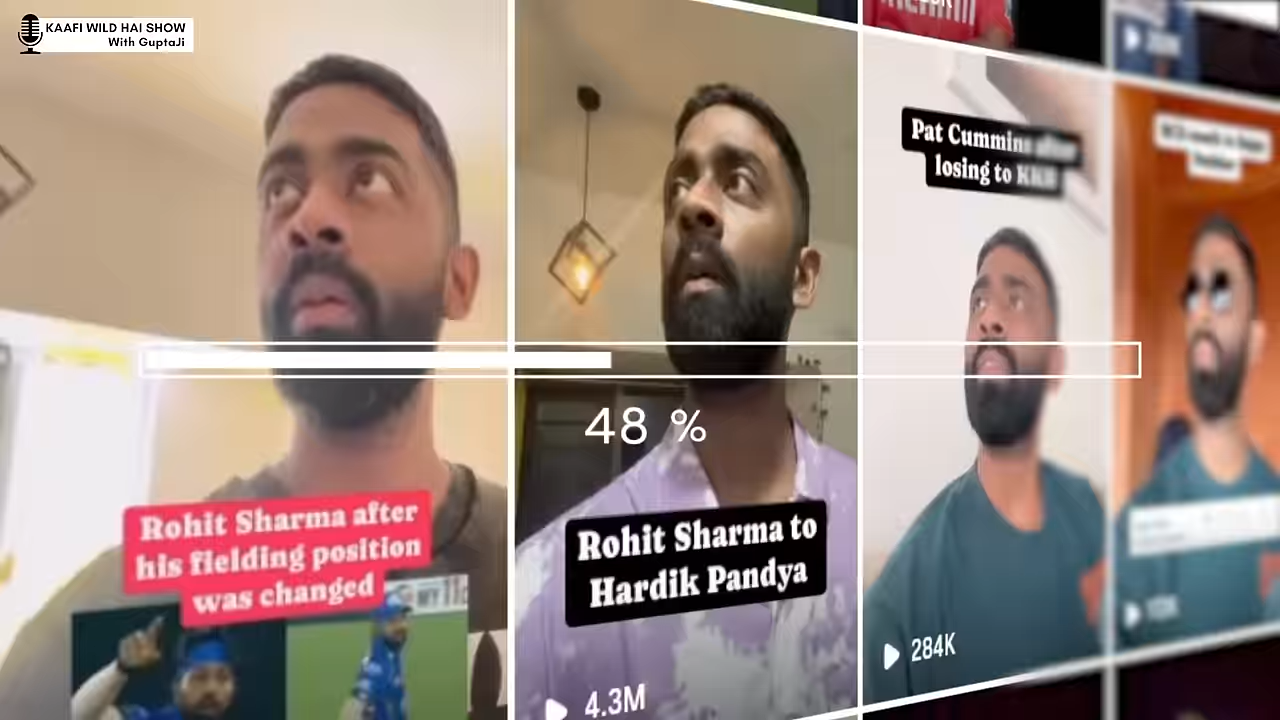 KAAFI WILD HAI SHOW
With GuptaJi
Pat Cummins after
losing to KKR
48 %
Rohit Sharma after
his fielding position
was changed
Rohit Sharma to
Hardik Pandya
284K
4.3M